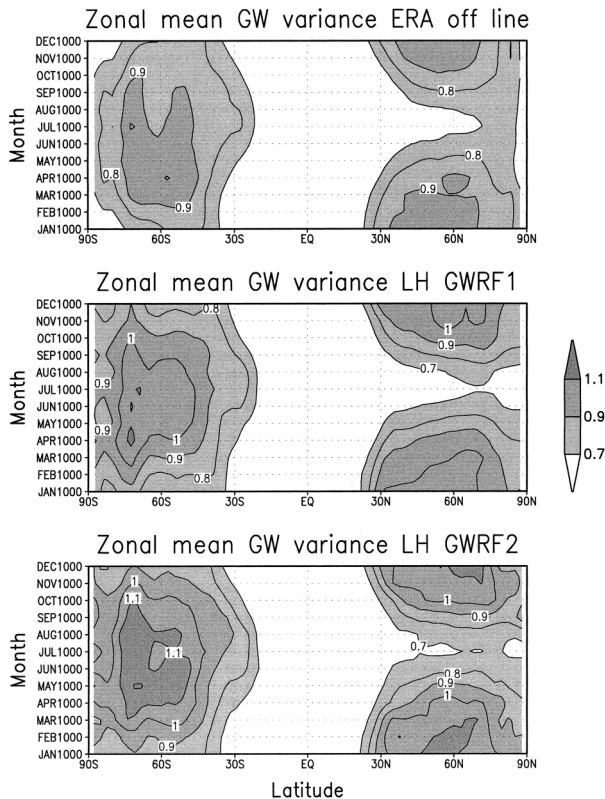 Zonal mean GW variance ERA off line
Month
DEC1000
NOV1000
OCT1000
SEP1000
AUG1000
JUL1000
JUN1000
MAY1000
APR1000
MAR1000
FEB1000
JAN1000
0.9
0.8
0.8
0.8
0.9
0.9
90S 60S 30S EQ 30N 60N 90N
Zonal mean GW variance LH GWRF1
Month
DEC1000
NOV1000
OCT1000
SEP1000
AUG1000
JUL1000
JUN1000
MAY1000
APR1000
MAR1000
FEB1000
JAN1000
0.8
1
1
0.9
0.7
0.9
0.9
1
0.9
0.8
90S 60S 30S EQ 30N 60N 90N
1.1
0.9
0.7
Zonal mean GW variance LH GWRF2
Month
DEC1000
NOV1000
OCT1000
SEP1000
AUG1000
JUL1000
JUN1000
MAY1000
APR1000
MAR1000
FEB1000
JAN1000
1
1.1
1
0.9
0.7
1.1
0.8
0.9
1
1
0.9
90S 60S 30S EQ 30N 60N 90N
Latitude